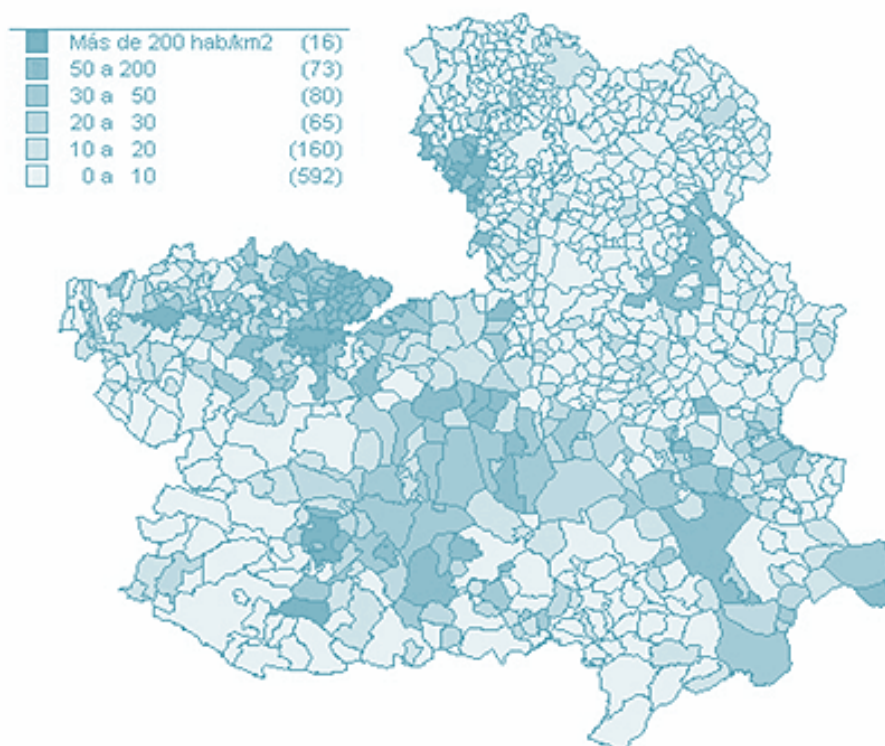 Más de 200 hab/km2 (16)
50 a 200 (73)
30 a 50 (80)
20 a 30 (65)
10 a 20 (160)
0 a 10 (592)